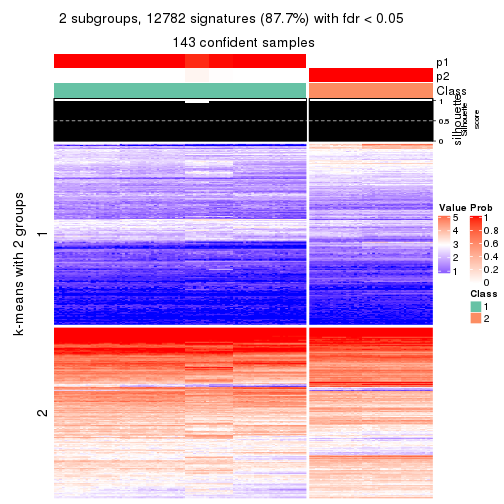 2 subgroups, 12782 signatures (87.7%) with fdr < 0.05
143 confident samples
p1
p2
Class
silhouette
Silhouette
score
1
0.5
0
k-means with 2 groups
1
2
Value
5
4
3
2
1
Prob
1
0.8
0.6
0.4
0.2
0
Class
1
2